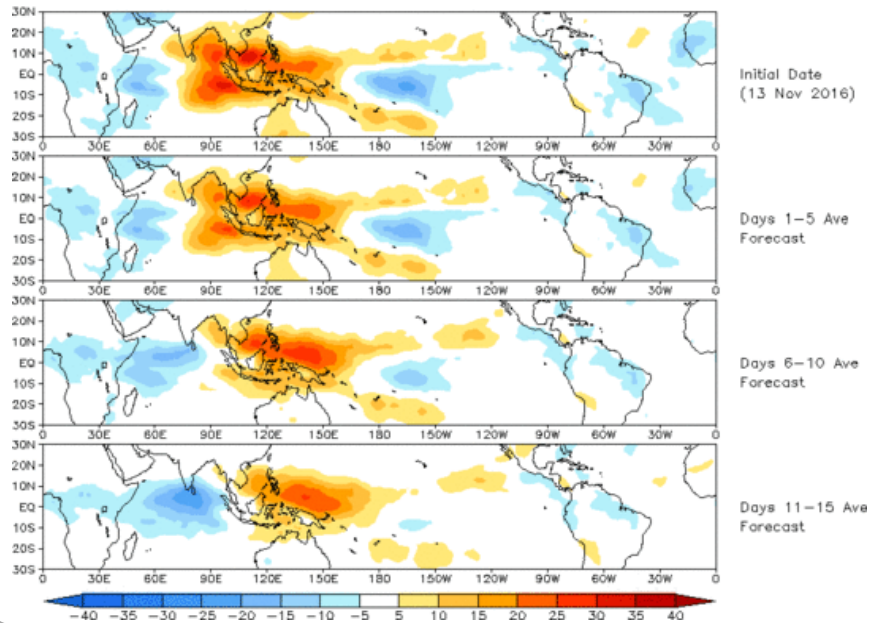 30N
20N
10N
EQ
10S
20S
30S
0 30E 60E 90E 120E 150E 180 150W 120W 90W 60W 30W 0
Initial Date
(13 Nov 2016)
30N
20N
10N
EQ
10S
20S
30S
0 30E 60E 90E 120E 150E 180 150W 120W 90W 60W 30W 0
Days 1-5 Ave
Forecast
30N
20N
10N
EQ
10S
20S
30S
0 30E 60E 90E 120E 150E 180 150W 120W 90W 60W 30W 0
Days 6-10 Ave
Forecast
30N
20N
10N
EQ
10S
20S
30S
0 30E 60E 90E 120E 150E 180 150W 120W 90W 60W 30W 0
Days 11-15 Ave
Forecast
-40 -35 -30 -25 -20 -15 -10 -5 5 10 15 20 25 30 35 40